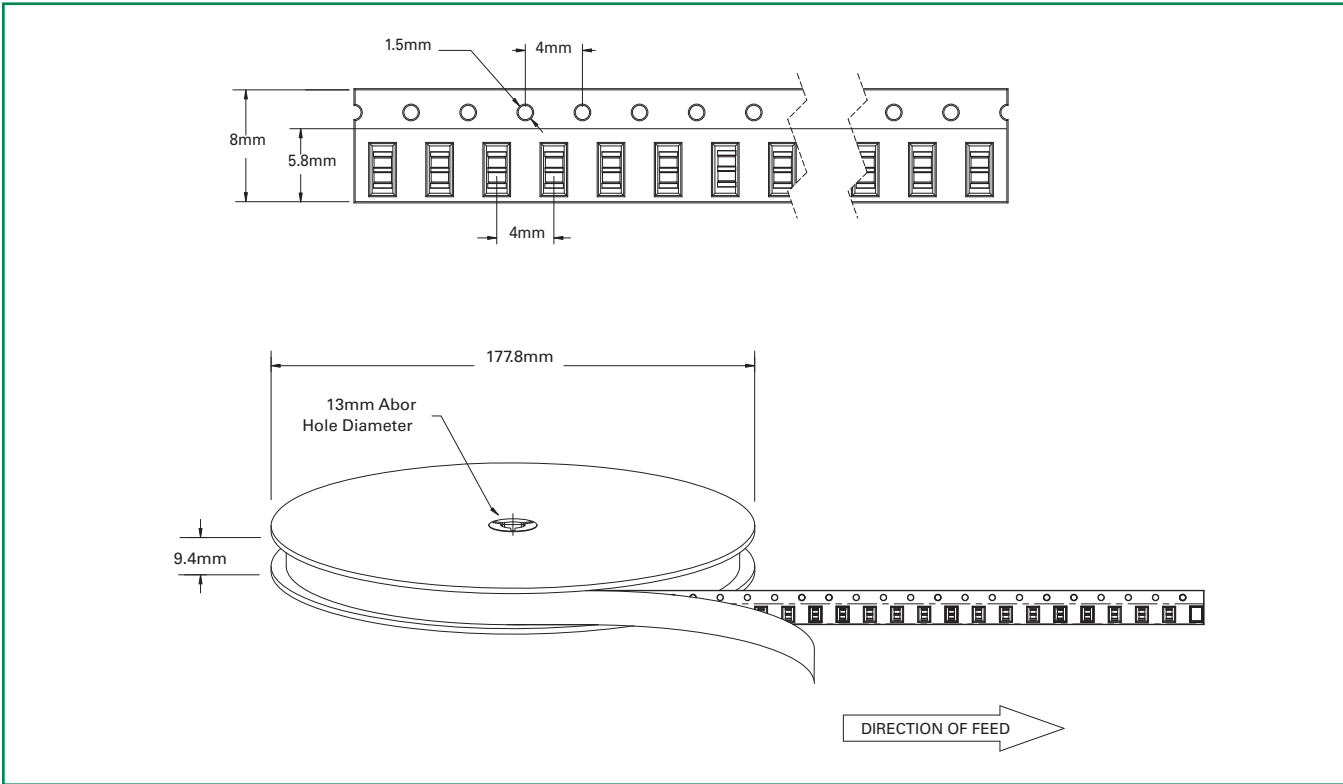 1.5mm
4mm
8mm
5.8mm
4mm
177.8mm
13mm Abor
Hole Diameter
9.4mm
DIRECTION OF FEED